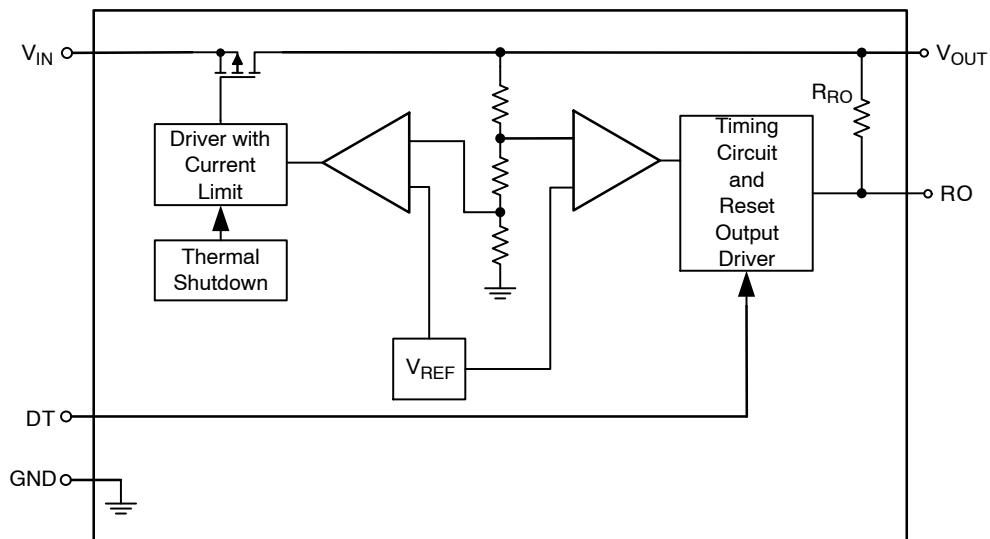 VIN
VOUT
RRO
Driver with
Current
Limit
Timing
Circuit
and
Reset
Output
Driver
RO
Thermal
Shutdown
VREF
DT
GND